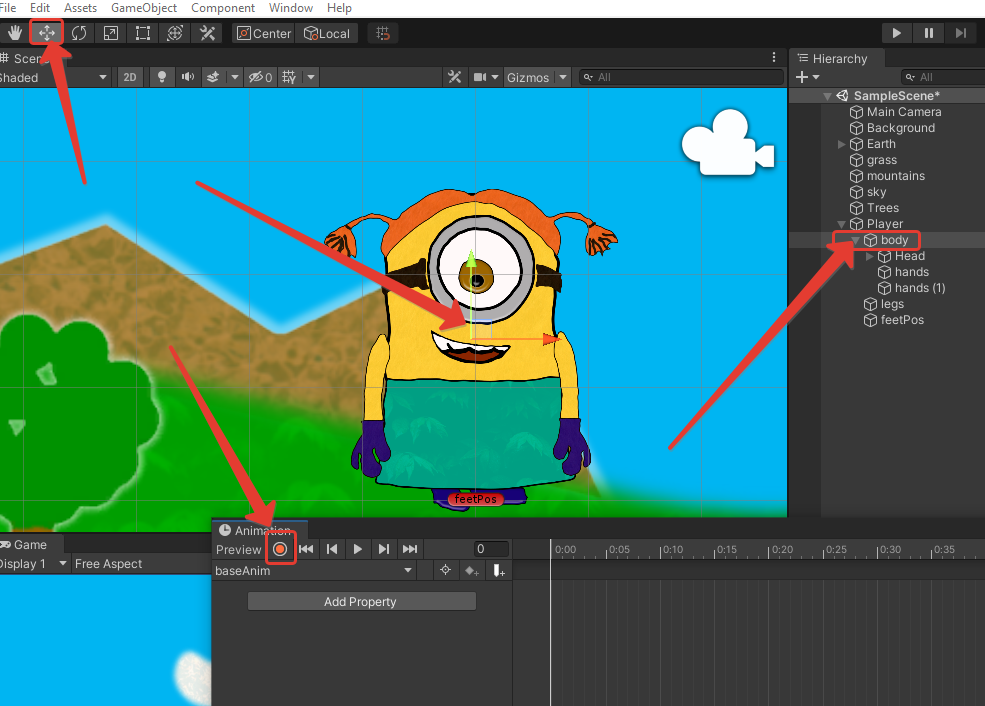 File Edit Assets GameObject Component Window Help
Center Local
Scene
Shaded 2D 0 Gizmos All
Hierarchy
All
SampleScene*
Main Camera
Background
Earth
grass
mountains
sky
Trees
Player
body
Head
hands
hands (1)
legs
feetPos
feetPos
Game
Display 1 Free Aspect
Animation
Preview 0
baseAnim
Add Property
0:00 0:05 0:10 0:15 0:20 0:25 0:30 0:35